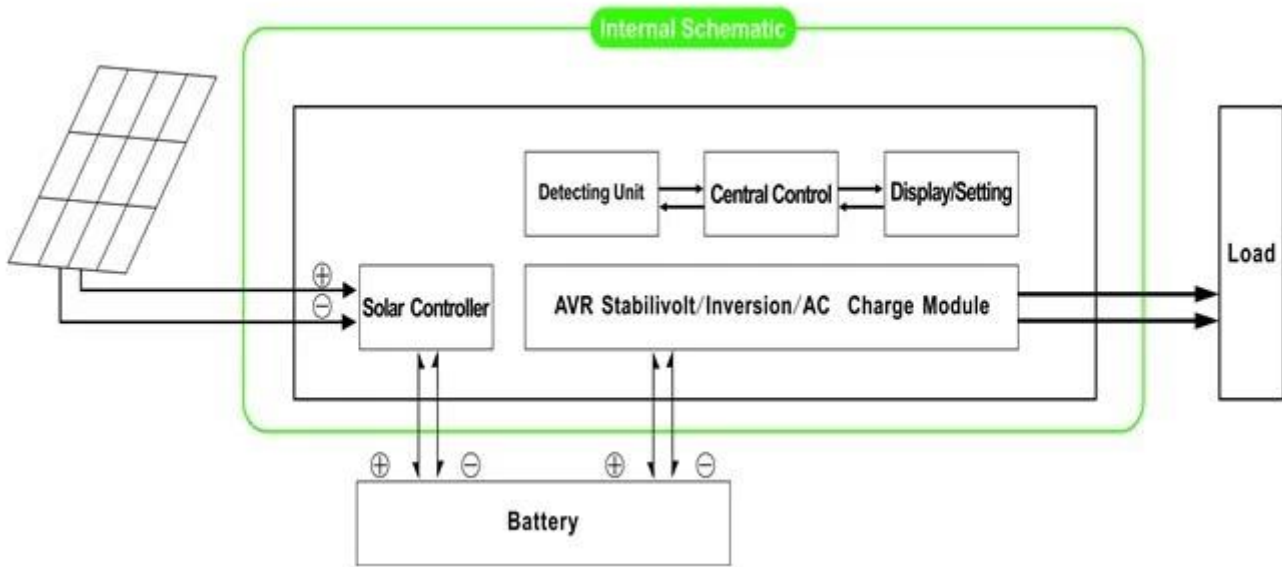 Internal Schematic
Detecting Unit
Central Control
Display/Setting
Load
⊕
⊖
Solar Controller
AVR Stabilivolt/Inversion/AC Charge Module
⊕ ⊖ ⊕ ⊖
Battery